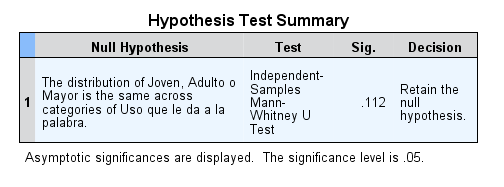 Hypothesis Test Summary
Null Hypothesis Test Sig. Decision
1
The distribution of Joven, Adulto o
Mayor is the same across
categories of Uso que le da a la
palabra.
Independent-
Samples
Mann-
Whitney U
Test
.112
Retain the
null
hypothesis.
Asymptotic significances are displayed. The significance level is .05.